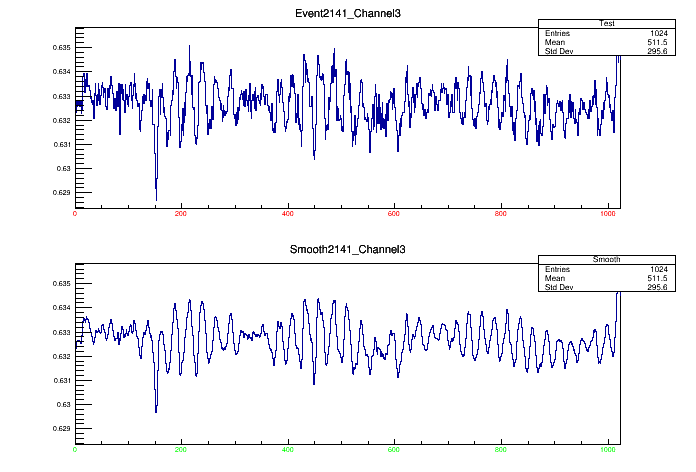 Event2141_Channel3
Test
Entries 1024
Mean 511.5
Std Dev 295.6
0.635
0.634
0.633
0.632
0.631
0.63
0.629
0 200 400 600 800 1000
Smooth2141_Channel3
Smooth
Entries 1024
Mean 511.5
Std Dev 295.6
0.635
0.634
0.633
0.632
0.631
0.63
0.629
0 200 400 600 800 1000